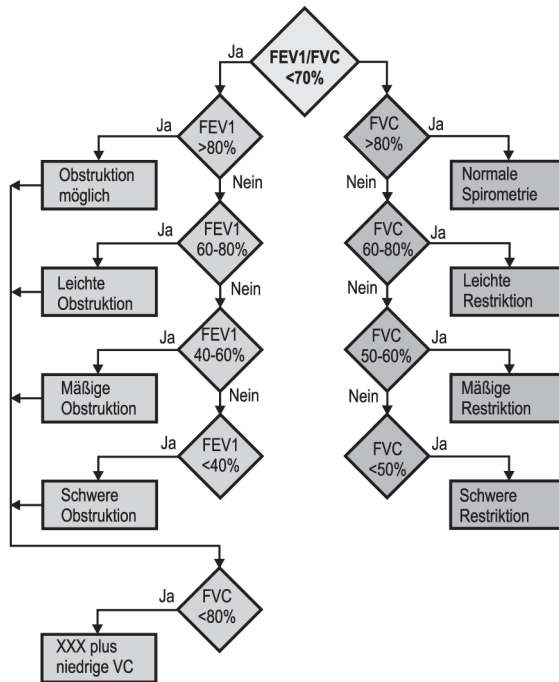 Ja
FEV1/FVC
<70%
Ja
FEV1
>80%
FVC
>80%
Ja
Obstruktion
möglich
Nein
Nein
Normale
Spirometrie
Ja
FEV1
60-80%
FVC
60-80%
Ja
Leichte
Obstruktion
Nein
Nein
Leichte
Restriktion
Ja
FEV1
40-60%
FVC
50-60%
Ja
Mäßige
Obstruktion
Nein
Nein
Mäßige
Restriktion
Ja
FEV1
<40%
FVC
<50%
Ja
Schwere
Obstruktion
Schwere
Restriktion
Ja
FVC
<80%
XXX plus
niedrige VC